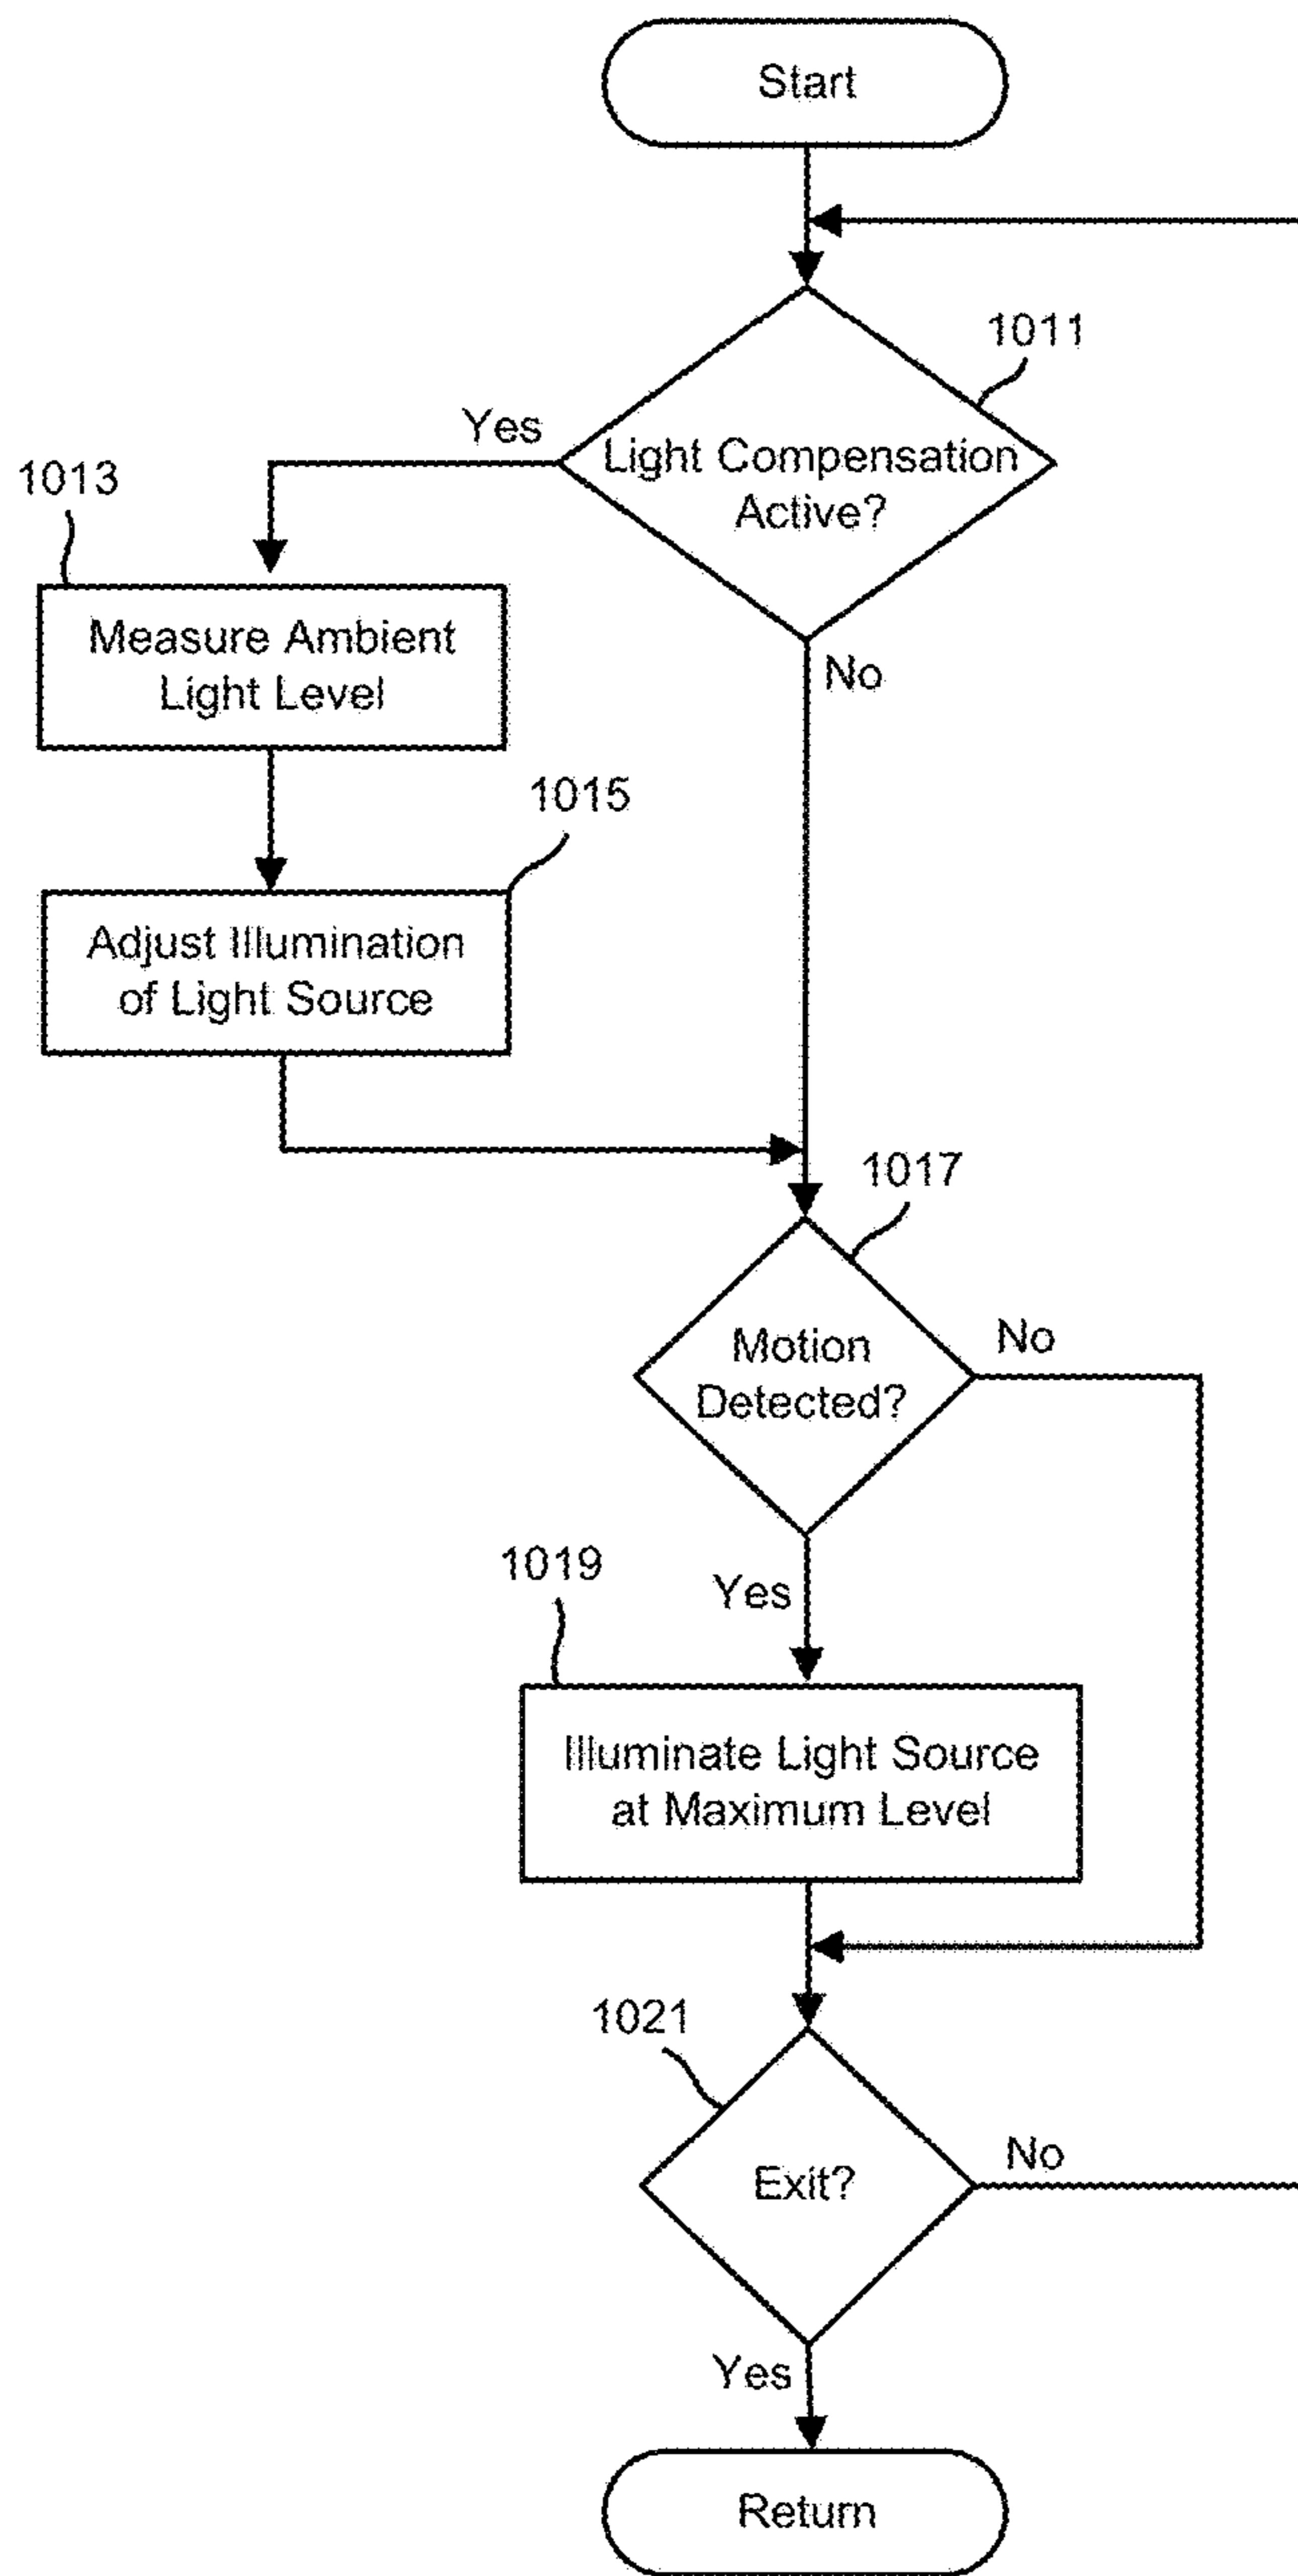 Start
1011
Yes
Light Compensation
Active?
1013
No
Measure Ambient
Light Level
1015
Adjust Illumination
of Light Source
1017
Motion
Detected?
No
1019
Yes
Illuminate Light Source
at Maximum Level
1021
Exit?
No
Yes
Return